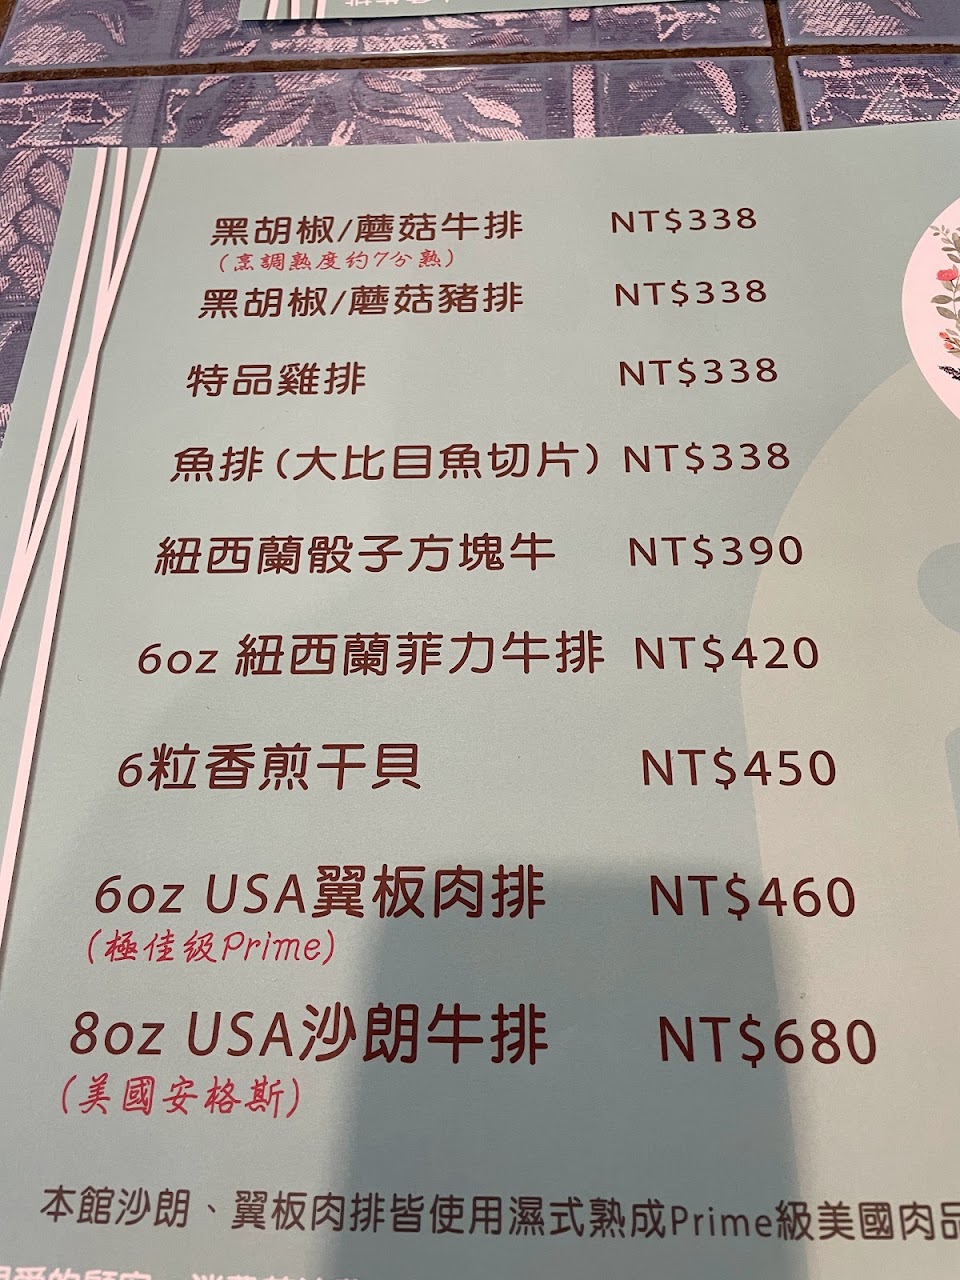 黑胡椒/蘑菇牛排 NT$338
(烹調熟度約7分熟)
黑胡椒/蘑菇豬排 NT$338
特品雞排 NT$338
魚排(大比目魚切片) NT$338
紐西蘭骰子方塊牛 NT$390
6oz 紐西蘭菲力牛排 NT$420
6粒香煎干貝 NT$450
6oz USA翼板肉排 NT$460
(極佳級Prime)
8oz USA沙朗牛排 NT$680
(美國安格斯)
本館沙朗、翼板肉排皆使用濕式熟成Prime級美國肉品